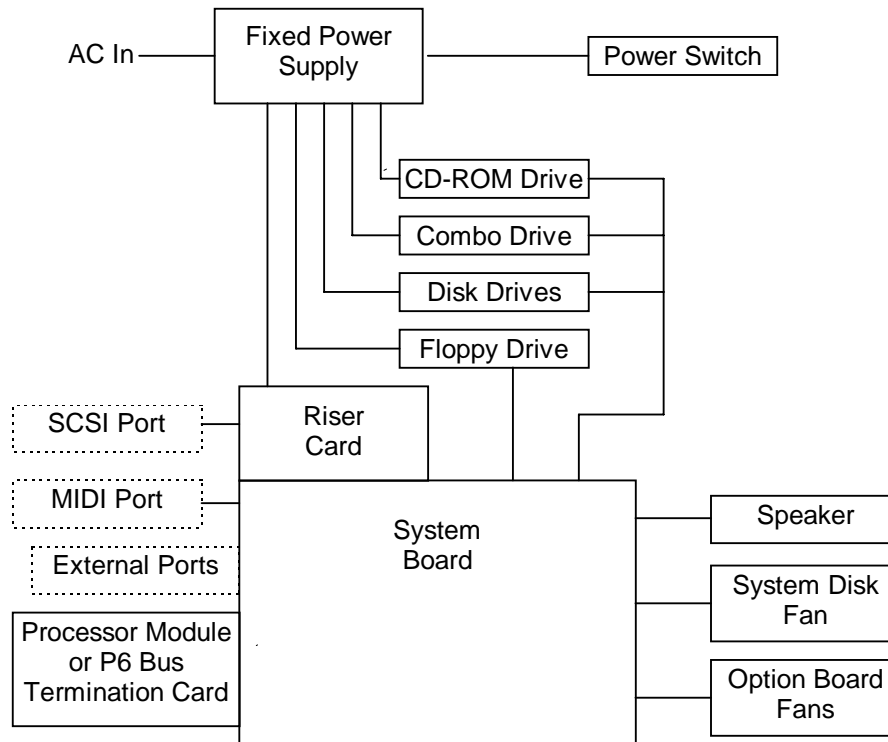 Fixed Power
Supply
AC In
Power Switch
CD-ROM Drive
Combo Drive
Disk Drives
Floppy Drive
SCSI Port
Riser
Card
MIDI Port
System
Board
Speaker
External Ports
System Disk
Fan
Processor Module
or P6 Bus
Termination Card
Option Board
Fans